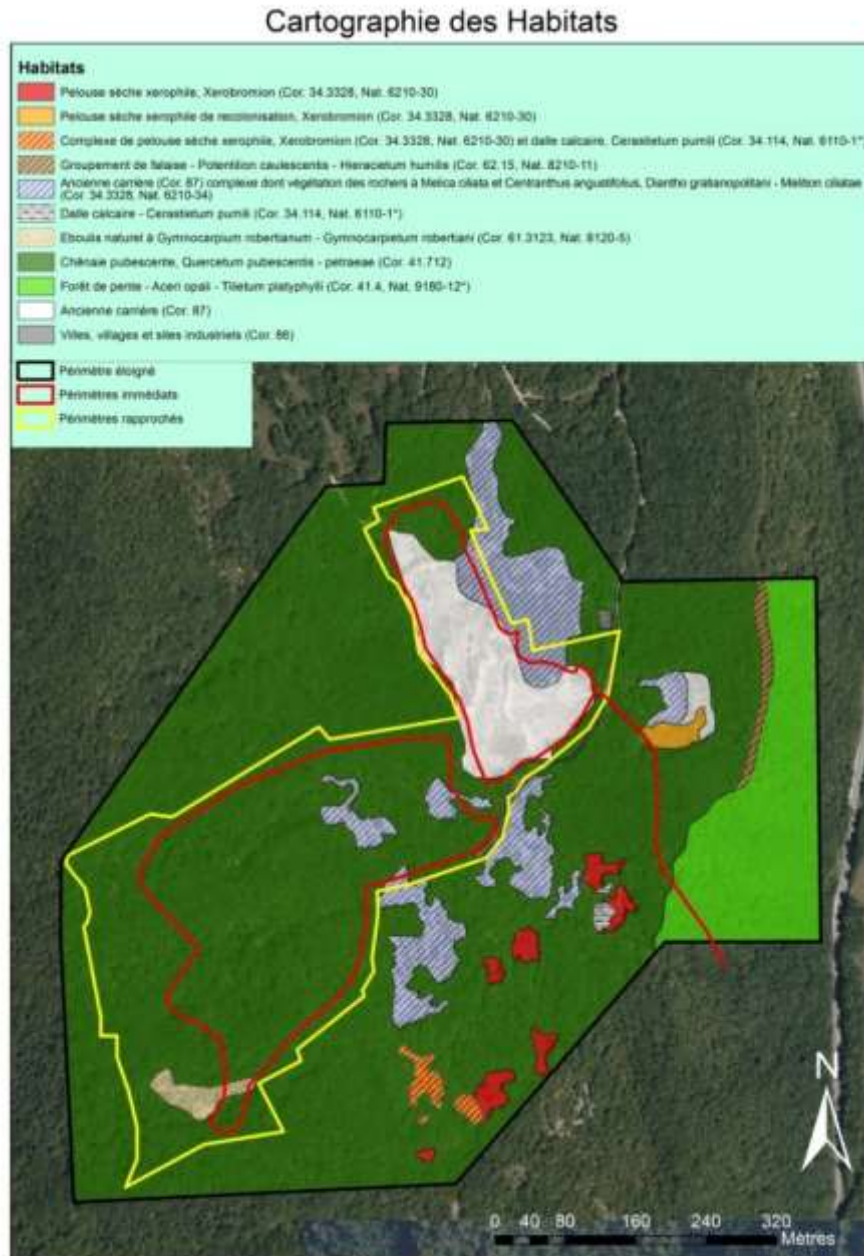 Cartographie des Habitats
Habitats
Pelouse sèche xerophile, Xerobromion (Cor. 34.3328, Nat. 6210-30)
Pelouse sèche xerophile de recolonisation, Xerobromion (Cor. 34.3328, Nat. 6210-30)
Complexe de pelouse sèche xerophile, Xerobromion (Cor. 34.3328, Nat. 6210-30) et dalle calcaire, Cerastietum pumili (Cor. 34.114, Nat. 6110-1*)
Groupement de falaise - Potentilion caulescentis - Hieracietum humilis (Cor. 62.15, Nat. 8210-11)
Ancienne carrière (Cor. 87) complexe dont végétation des rochers à Melica ciliata et Centranthus angustifolius, Diantho gratianopolitani - Melition ciliatae
(Cor. 34.3328, Nat. 6210-34)
Dalle calcaire - Cerastietum pumili (Cor. 34.114, Nat. 6110-1*)
Eboulis naturel à Gymnocarpium robertianum - Gymnocarpietum robertiani (Cor. 61.3123, Nat. 8120-5)
Chênaie pubescente, Quercetum pubescentis - petraeae (Cor. 41.712)
Forêt de pente - Aceri opali - Tilietum platyphylli (Cor. 41.4, Nat. 9180-12*)
Ancienne carrière (Cor. 87)
Villes, villages et sites industriels (Cor. 86)
Périmètre éloigné
Périmètres immédiats
Périmètres rapprochés
N
0 40 80 160 240 320
Mètres